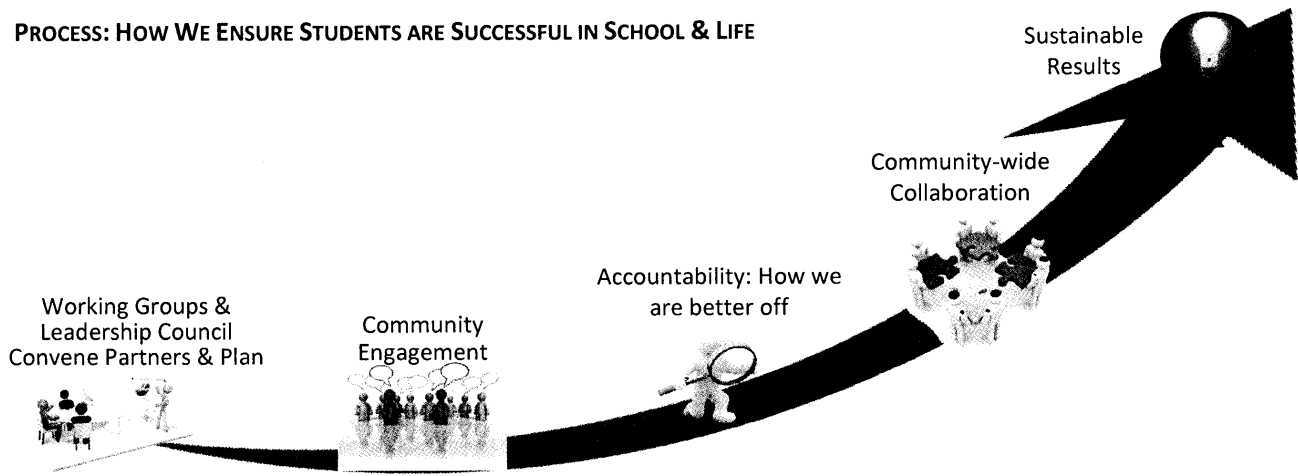 PROCESS: HOW WE ENSURE STUDENTS ARE SUCCESSFUL IN SCHOOL & LIFE
Working Groups &
Leadership Council
Convene Partners & Plan
Community
Engagement
Accountability: How we
are better off
Community-wide
Collaboration
Sustainable
Results